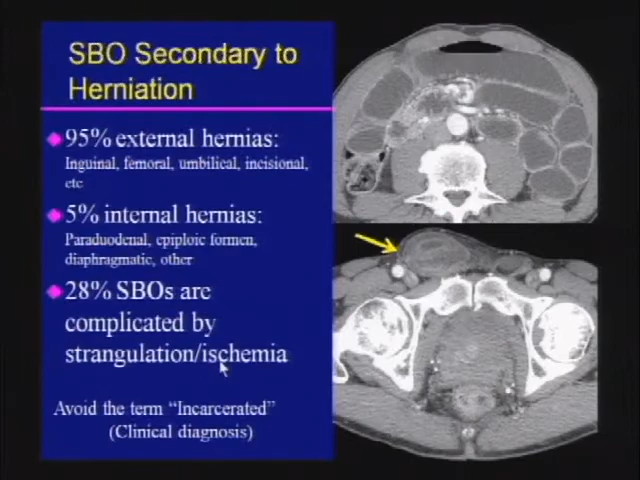 SBO Secondary to
Herniation
95% external hernias:
Inguinal, femoral, umbilical, incisional,
etc
5% internal hernias:
Paraduodenal, epiploic formen,
diaphragmatic, other
28% SBOs are
complicated by
strangulation/ischemia
Avoid the term “Incarcerated”
(Clinical diagnosis)